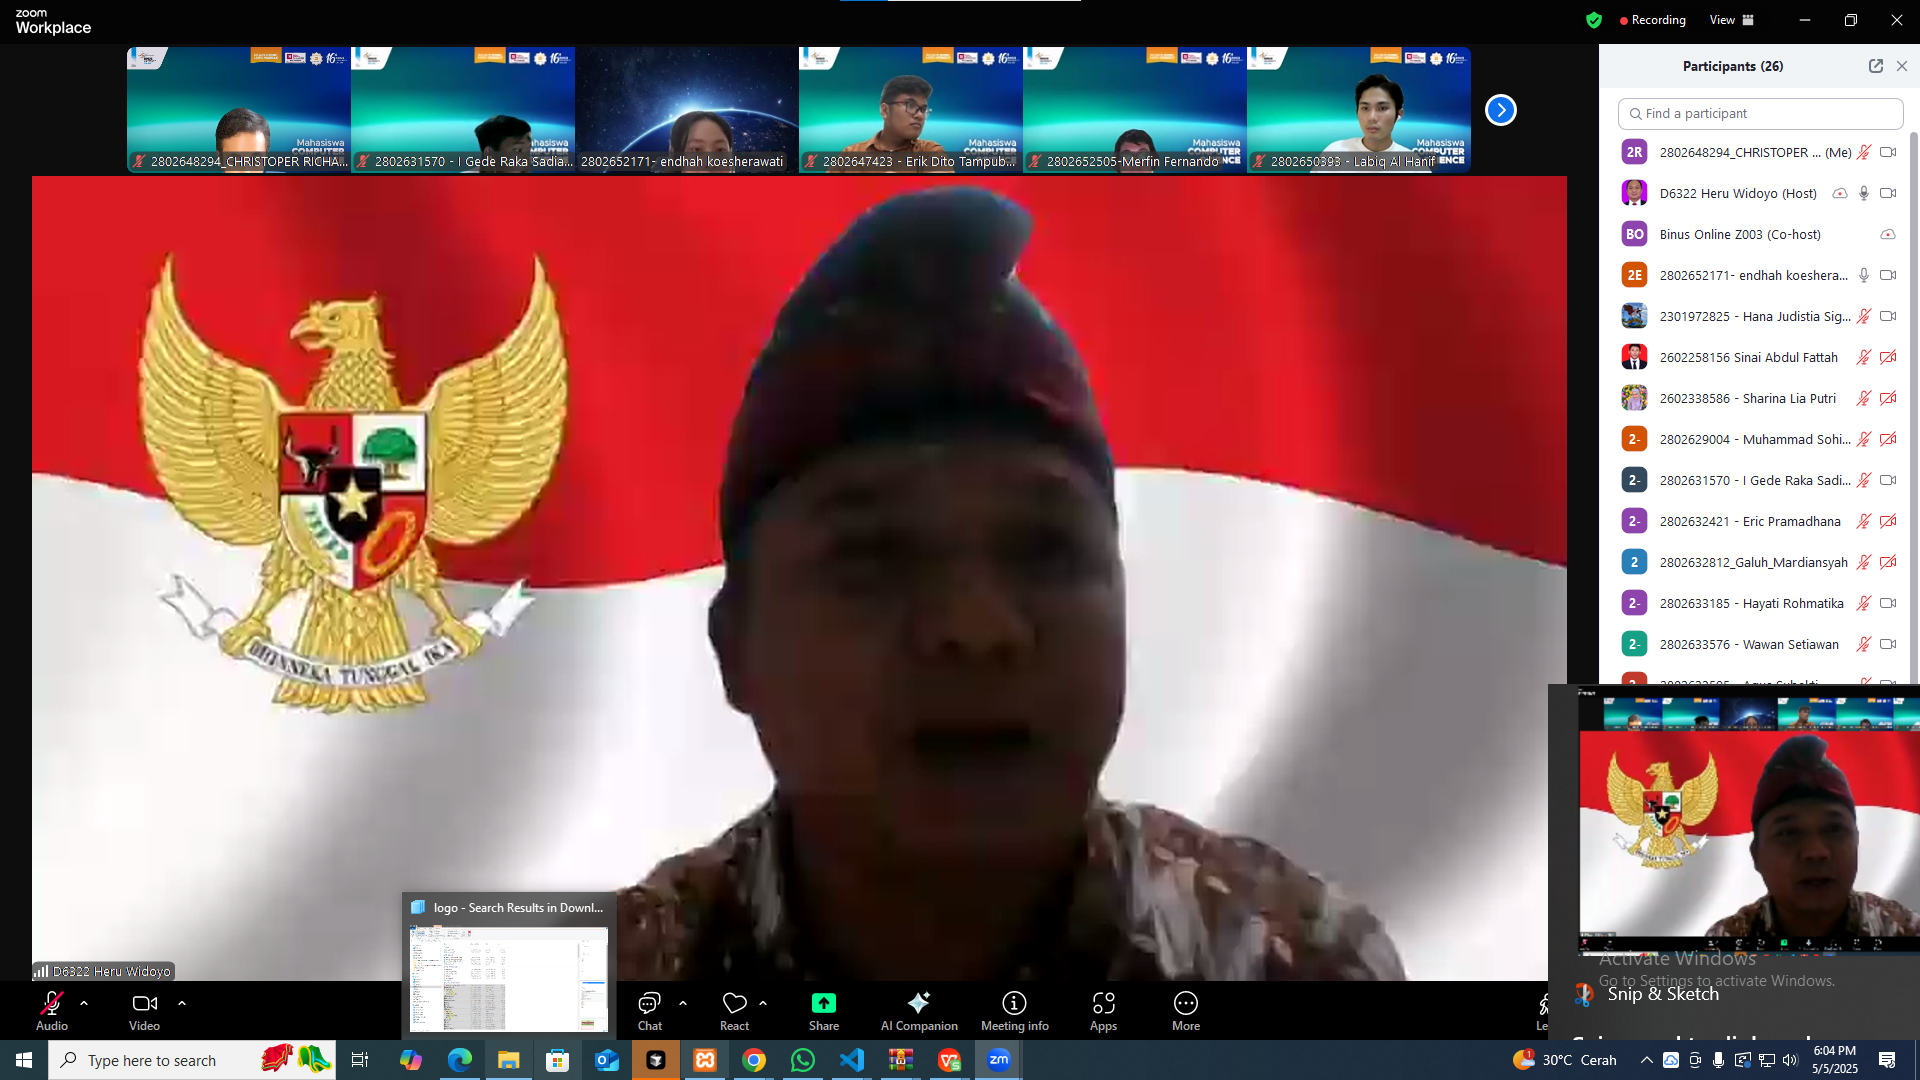 zoom
Workplace
Recording
View
2802648294_CHRISTOPER RICHA...
2802631570 - I Gede Raka Sadia...
2802652171- endhah koesherawati
2802647423 - Erik Dito Tampub...
2802652505-Merfin Fernando
2802650393 - Labiq Al Hanif
Mahasiswa
COMPUTER
Mahasiswa
COMPUTER
Participants (26)
Find a participant
2R 2802648294_CHRISTOPER ... (Me)
D6322 Heru Widoyo (Host)
BO Binus Online Z003 (Co-host)
2E 2802652171- endhah koeshera...
2301972825 - Hana Judistia Sig...
2602258156 Sinai Abdul Fattah
2602338586 - Sharina Lia Putri
2- 2802629004 - Muhammad Sohi...
2- 2802631570 - I Gede Raka Sadi...
2- 2802632421 - Eric Pramadhana
2 2802632812_Galuh_Mardiansyah
2- 2802633185 - Hayati Rohmatika
2- 2802633576 - Wawan Setiawan
BHINNEKA TUNGGAL IKA
D6322 Heru Widoyo
logo - Search Results in Downl...
Activate Windows
Go to Settings to activate Windows.
Snip & Sketch
Audio
Video
Chat
React
Share
AI Companion
Meeting info
Apps
More
Le
Type here to search
zm
30°C Cerah
6:04 PM
5/5/2025